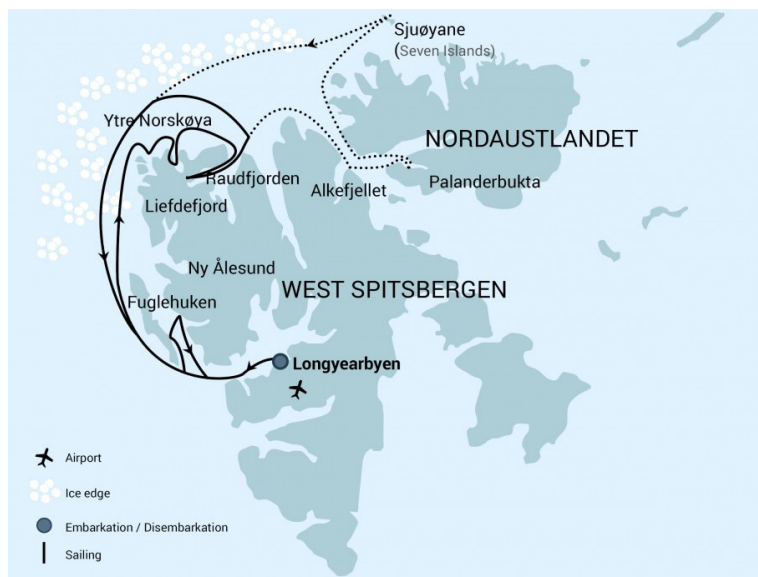 Sjuøyane
(Seven Islands)
Ytre Norskøya
NORDAUSTLANDET
Raudfjorden
Alkefjellet
Palanderbukta
Liefdefjord
Ny Ålesund
WEST SPITSBERGEN
Fuglehuken
Longyearbyen
Airport
Ice edge
Embarkation / Disembarkation
Sailing